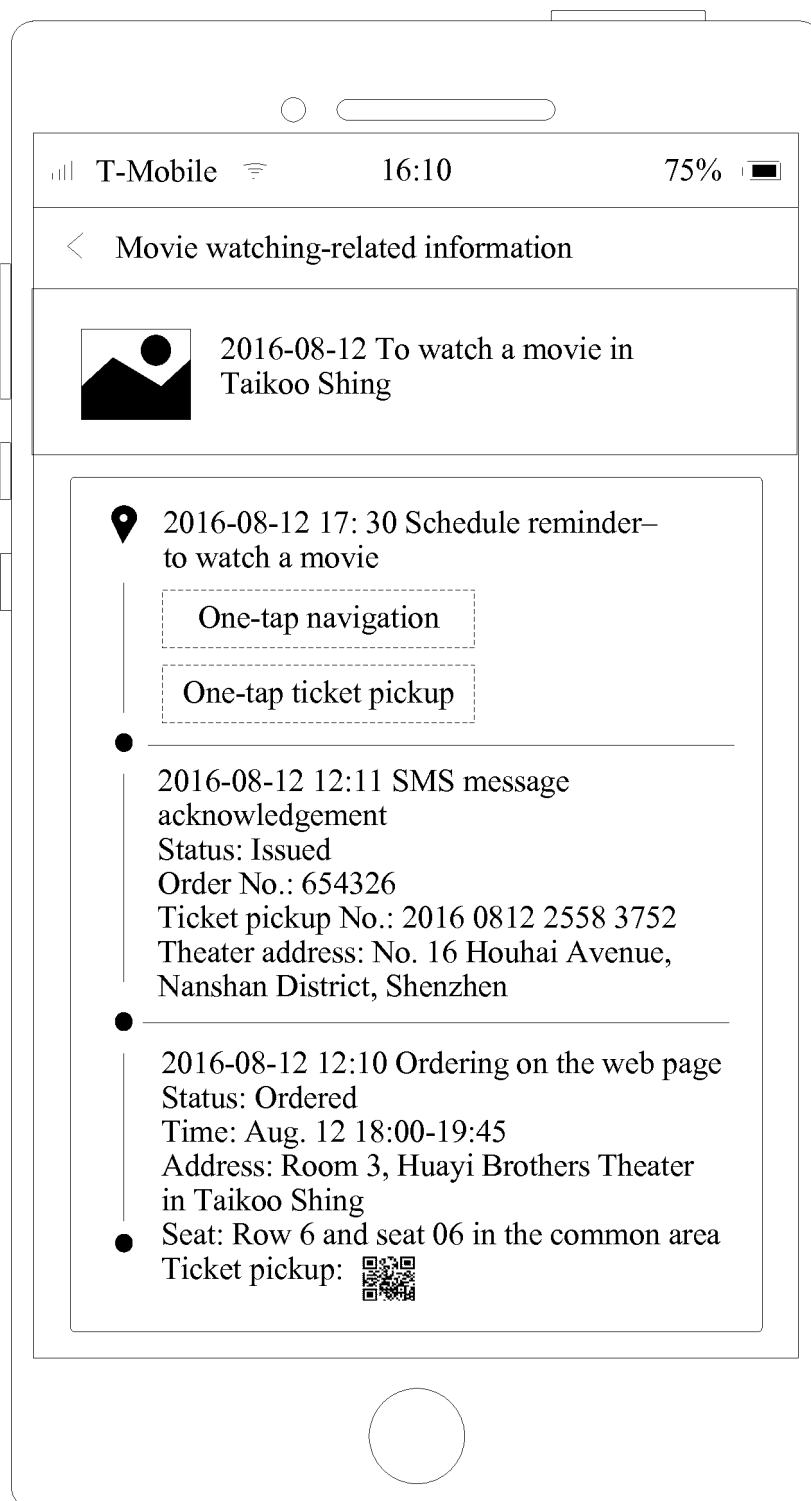 T-Mobile 16:10 75%
Movie watching-related information
2016-08-12 To watch a movie in
Taikoo Shing
2016-08-12 17: 30 Schedule reminder–
to watch a movie
One-tap navigation
One-tap ticket pickup
2016-08-12 12:11 SMS message
acknowledgement
Status: Issued
Order No.: 654326
Ticket pickup No.: 2016 0812 2558 3752
Theater address: No. 16 Houhai Avenue,
Nanshan District, Shenzhen
2016-08-12 12:10 Ordering on the web page
Status: Ordered
Time: Aug. 12 18:00-19:45
Address: Room 3, Huayi Brothers Theater
in Taikoo Shing
Seat: Row 6 and seat 06 in the common area
Ticket pickup: